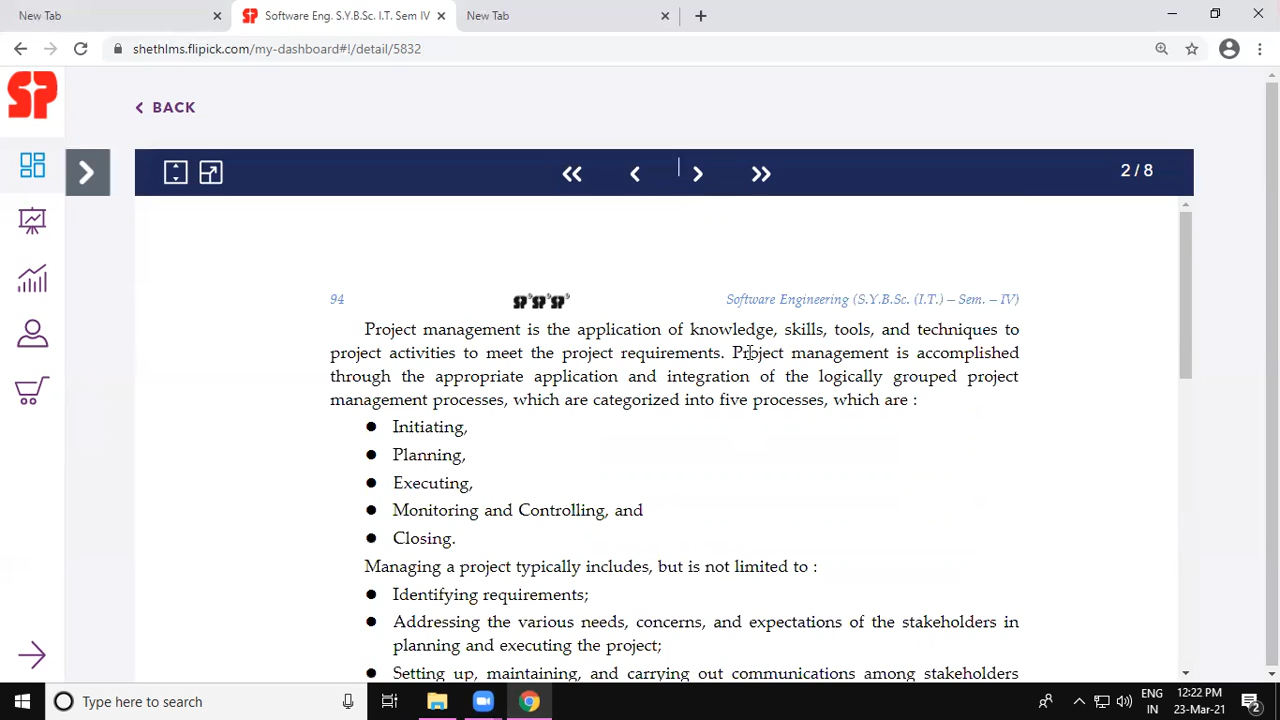 New Tab
Software Eng. S.Y.B.Sc. I.T. Sem IV
New Tab
shethlms.flipick.com/my-dashboard#!/detail/5832
SP
BACK
2 / 8
94
SP SP SP
Software Engineering (S.Y.B.Sc. (I.T.) – Sem. – IV)
Project management is the application of knowledge, skills, tools, and techniques to
project activities to meet the project requirements. Project management is accomplished
through the appropriate application and integration of the logically grouped project
management processes, which are categorized into five processes, which are :
● Initiating,
● Planning,
● Executing,
● Monitoring and Controlling, and
● Closing.
Managing a project typically includes, but is not limited to :
● Identifying requirements;
● Addressing the various needs, concerns, and expectations of the stakeholders in
planning and executing the project;
● Setting up, maintaining, and carrying out communications among stakeholders
Type here to search
ENG
IN
12:22 PM
23-Mar-21
2